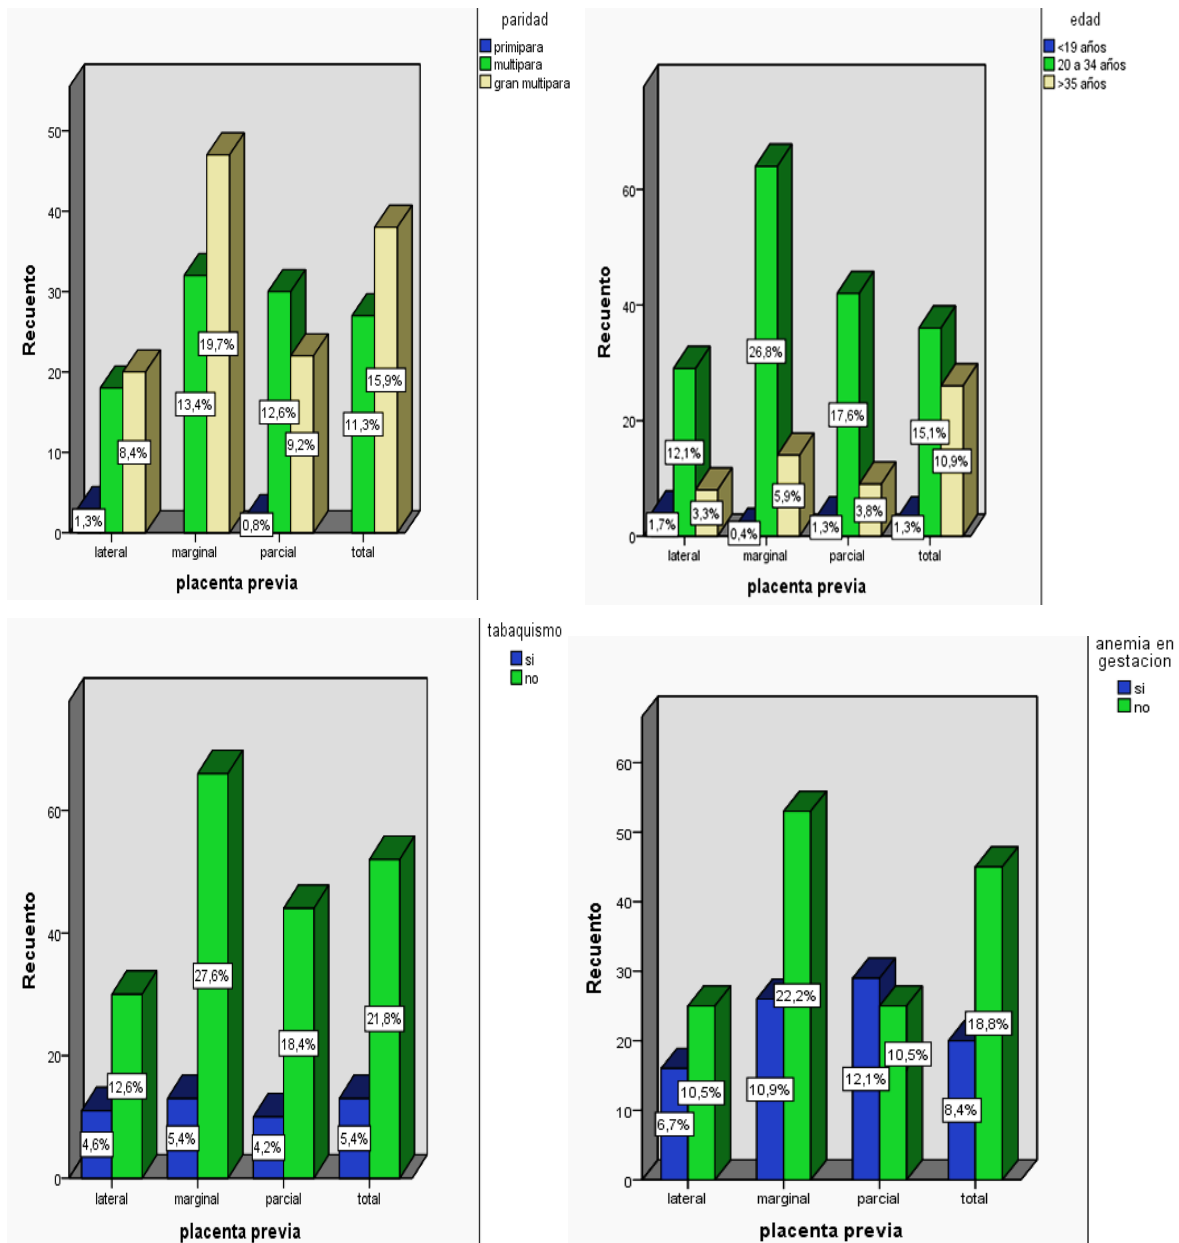 paridad
primipara
multipara
gran multipara
50
40
30
20
10
0
Recuento
1,3%
8,4%
13,4%
19,7%
0,8%
12,6%
9,2%
11,3%
15,9%
lateral marginal parcial total
placenta previa
edad
<19 años
20 a 34 años
>35 años
60
40
20
0
Recuento
1,7%
12,1%
3,3%
0,4%
26,8%
5,9%
1,3%
17,6%
3,8%
1,3%
15,1%
10,9%
lateral marginal parcial total
placenta previa
tabaquismo
si
no
60
40
20
0
Recuento
4,6%
12,6%
5,4%
27,6%
4,2%
18,4%
5,4%
21,8%
lateral marginal parcial total
placenta previa
anemia en
gestacion
si
no
60
50
40
30
20
10
0
Recuento
6,7%
10,5%
10,9%
22,2%
12,1%
10,5%
8,4%
18,8%
lateral marginal parcial total
placenta previa